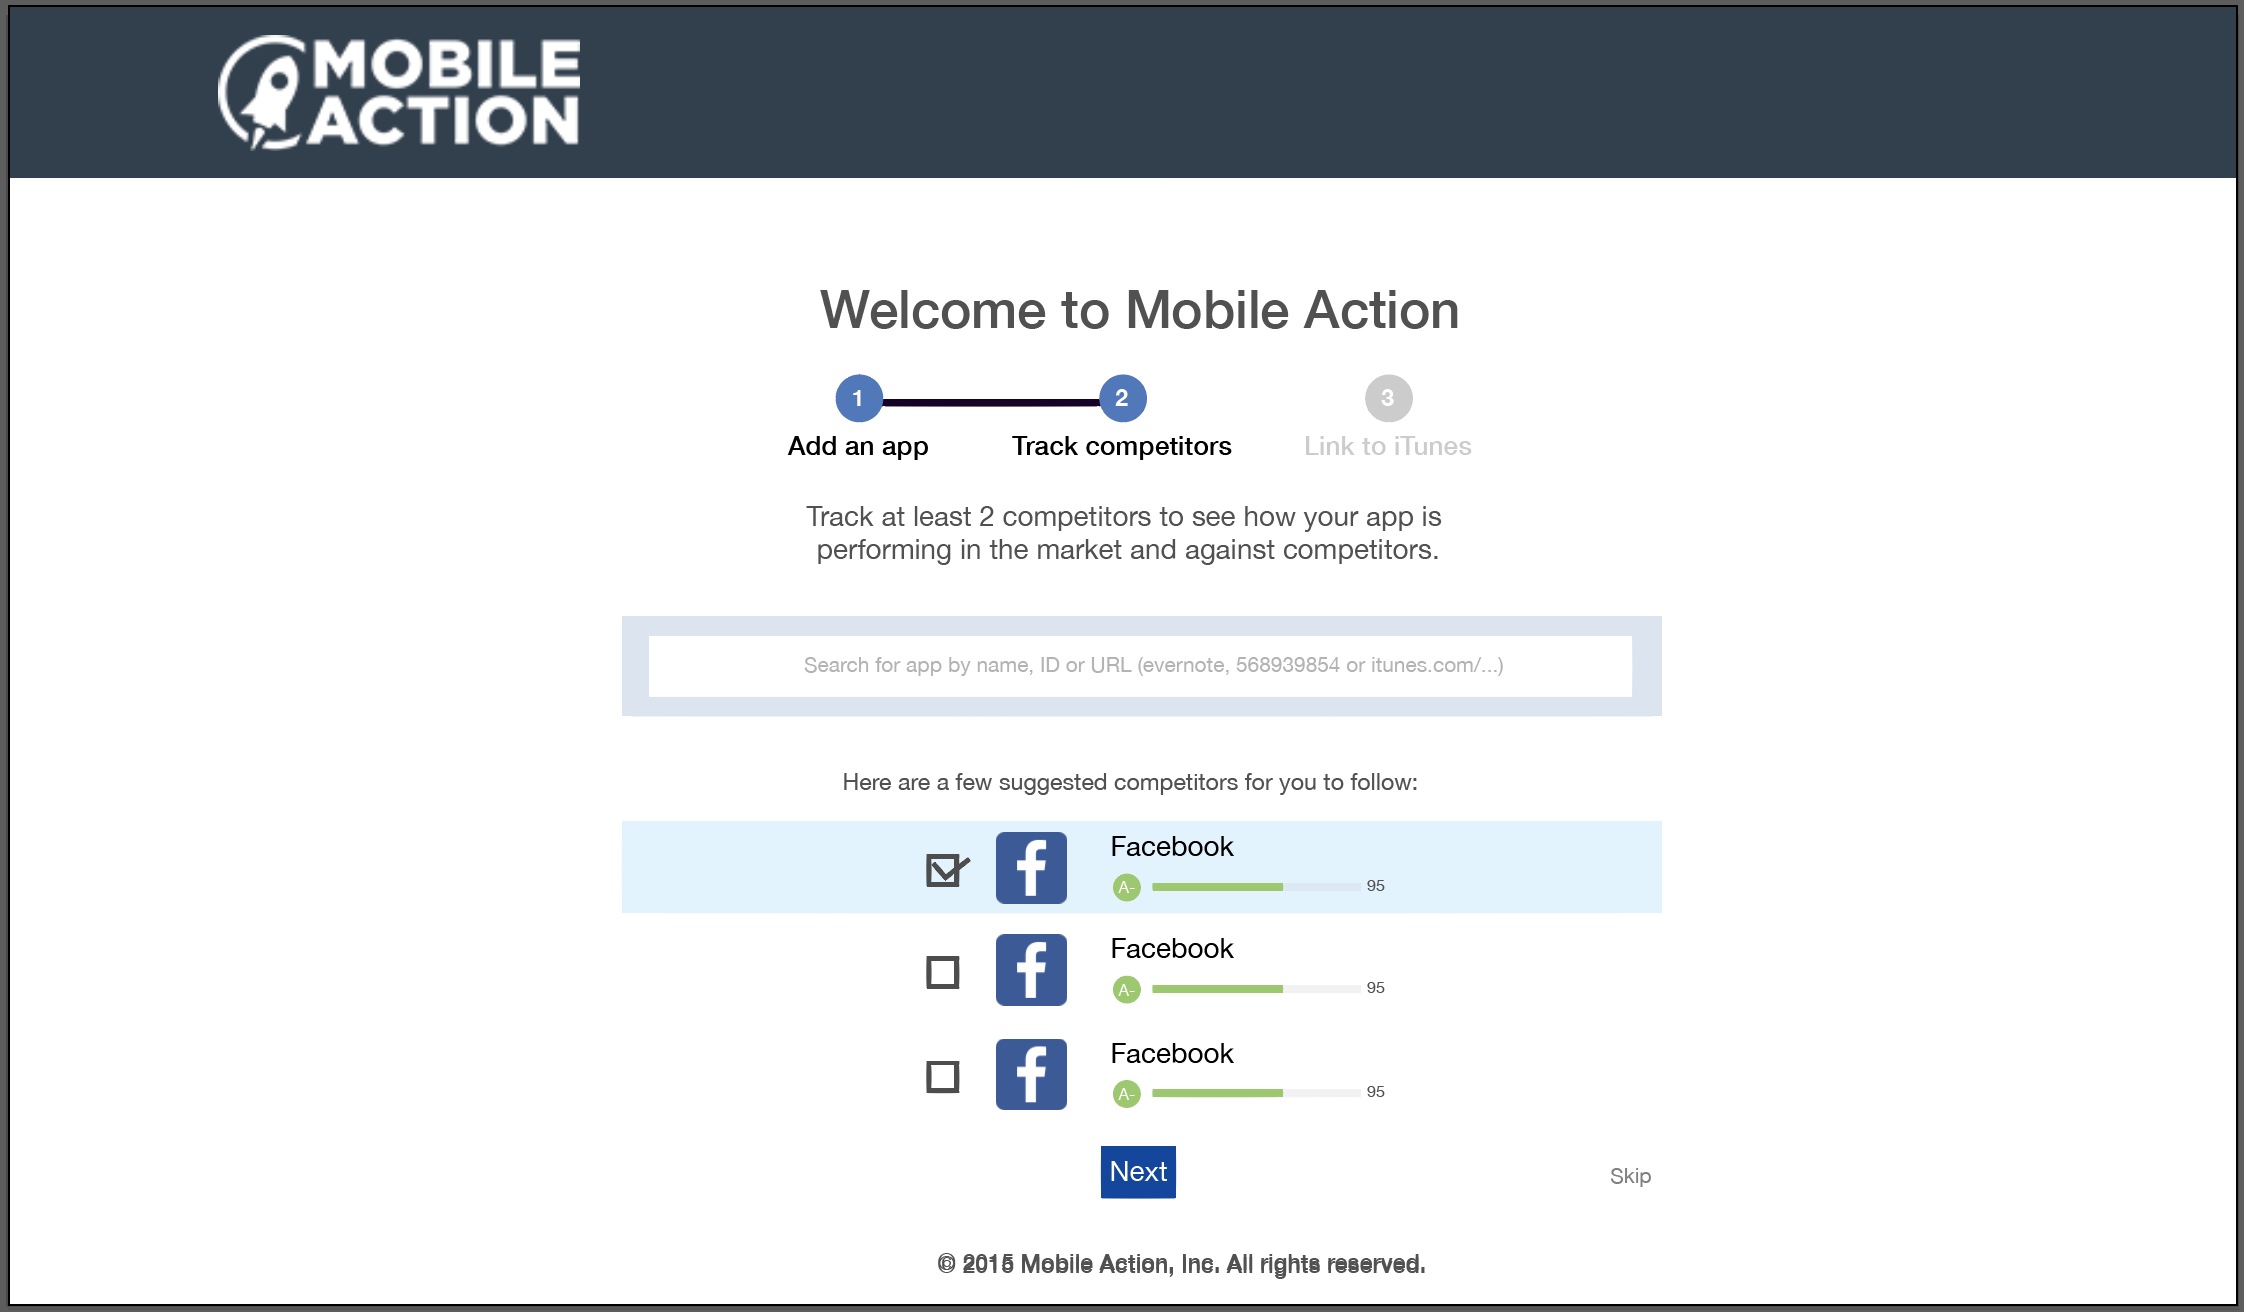 MOBILE
ACTION
Welcome to Mobile Action
1 2 3
Add an app Track competitors Link to iTunes
Track at least 2 competitors to see how your app is
performing in the market and against competitors.
Search for app by name, ID or URL (evernote, 568939854 or itunes.com/...)
Here are a few suggested competitors for you to follow:
f Facebook
A- 95
f Facebook
A- 95
f Facebook
A- 95
Next
Skip
© 2015 Mobile Action, Inc. All rights reserved.